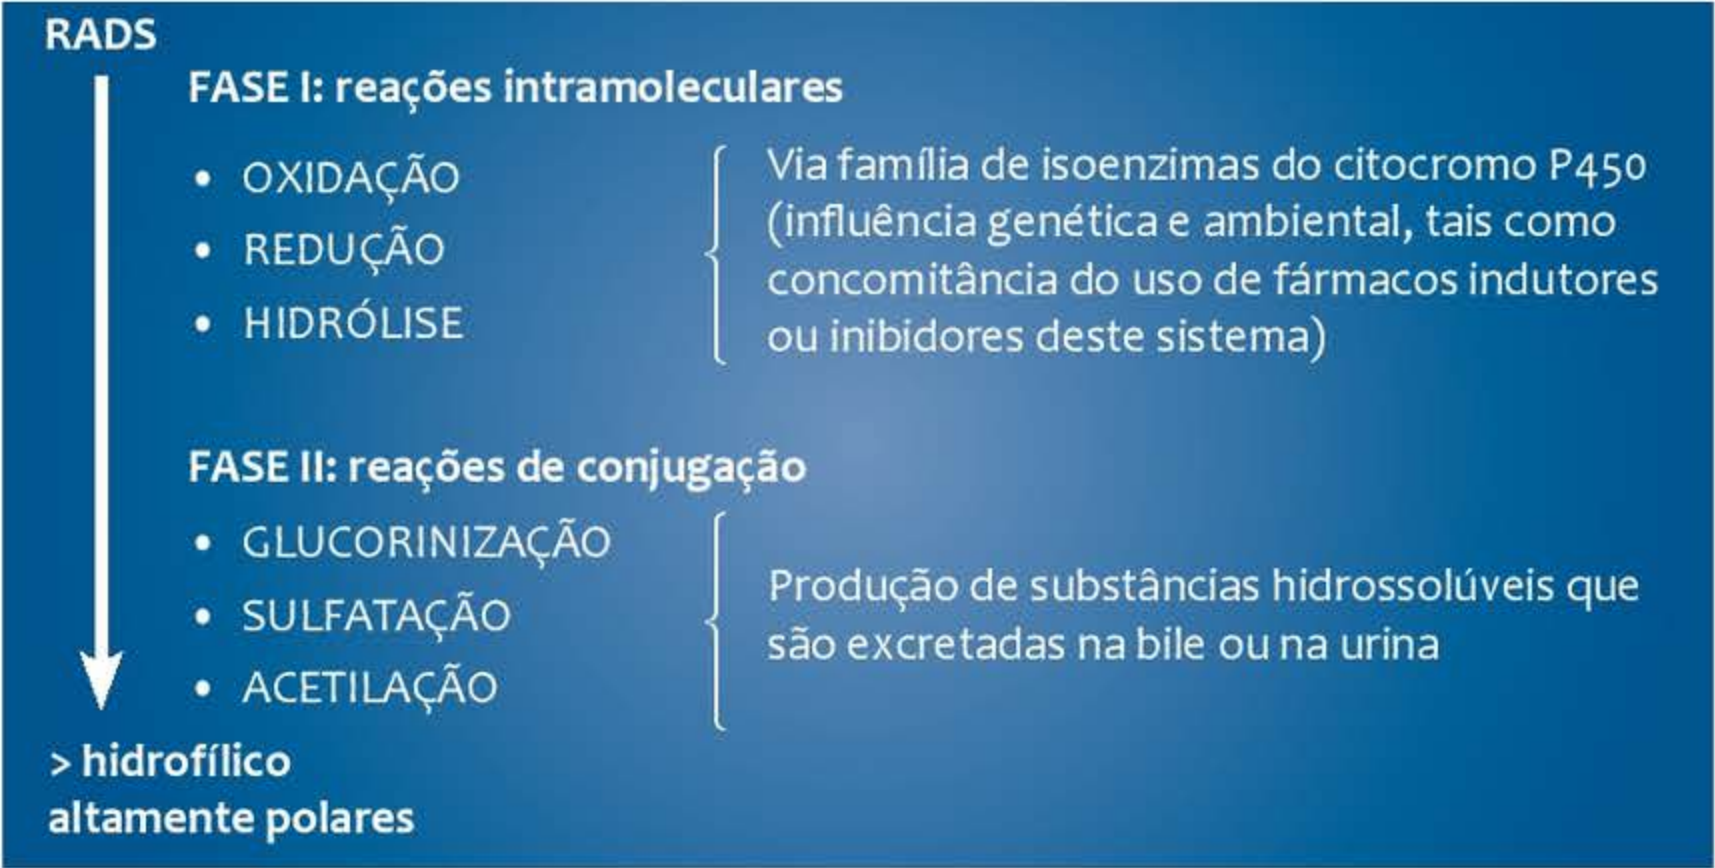 RADS
FASE I: reações intramoleculares
• OXIDAÇÃO
• REDUÇÃO
• HIDRÓLISE
Via família de isoenzimas do citocromo P450
(influência genética e ambiental, tais como
concomitância do uso de fármacos indutores
ou inibidores deste sistema)
FASE II: reações de conjugação
• GLUCORINIZAÇÃO
• SULFATAÇÃO
• ACETILAÇÃO
Produção de substâncias hidrossolúveis que
são excretadas na bile ou na urina
> hidrofílico
altamente polares